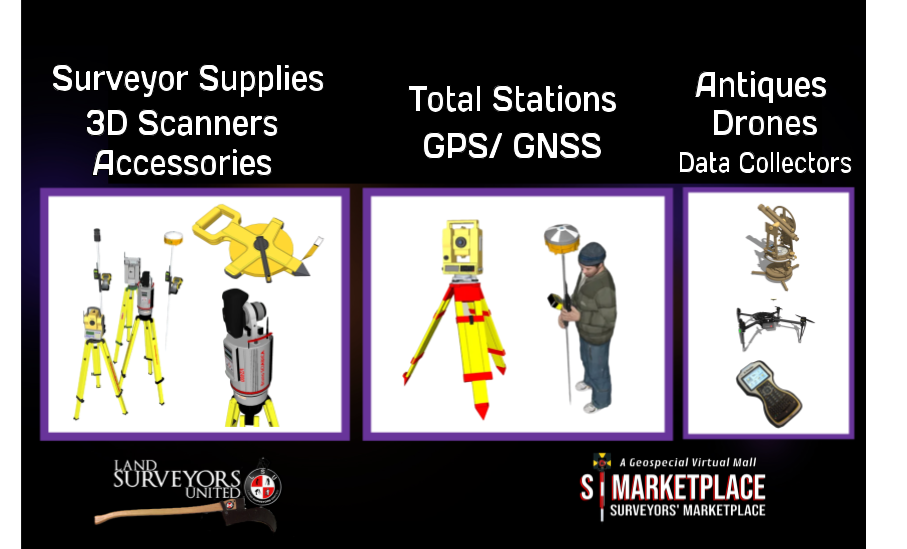 Surveyor Supplies
3D Scanners
Accessories
Total Stations
GPS/ GNSS
Antiques
Drones
Data Collectors
LAND
SURVEYORS
UNITED
A Geospecial Virtual Mall
S MARKETPLACE
SURVEYORS' MARKETPLACE